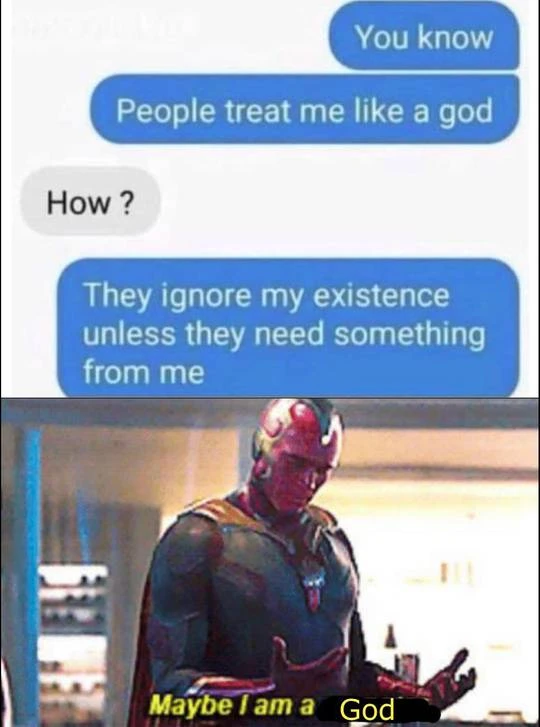 You know
People treat me like a god
How ?
They ignore my existence
unless they need something
from me
Maybe I am a God